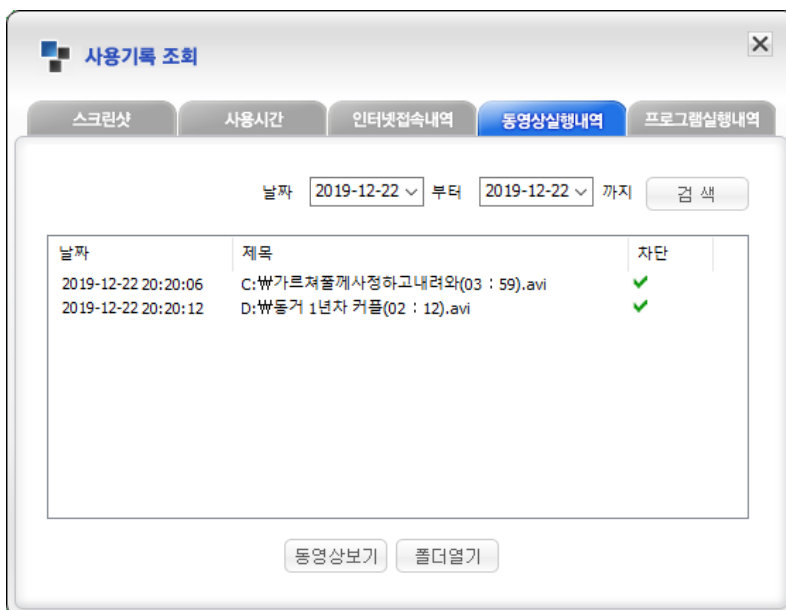 사용기록 조회
스크린샷 사용시간 인터넷접속내역 동영상실행내역 프로그램실행내역
날짜 2019-12-22 부터 2019-12-22 까지 검 색
날짜 제목 차단
2019-12-22 20:20:06 C:₩가르쳐줄께사정하고내려와(03 : 59).avi
2019-12-22 20:20:12 D:₩동거 1년차 커플(02 : 12).avi
동영상보기 폴더열기